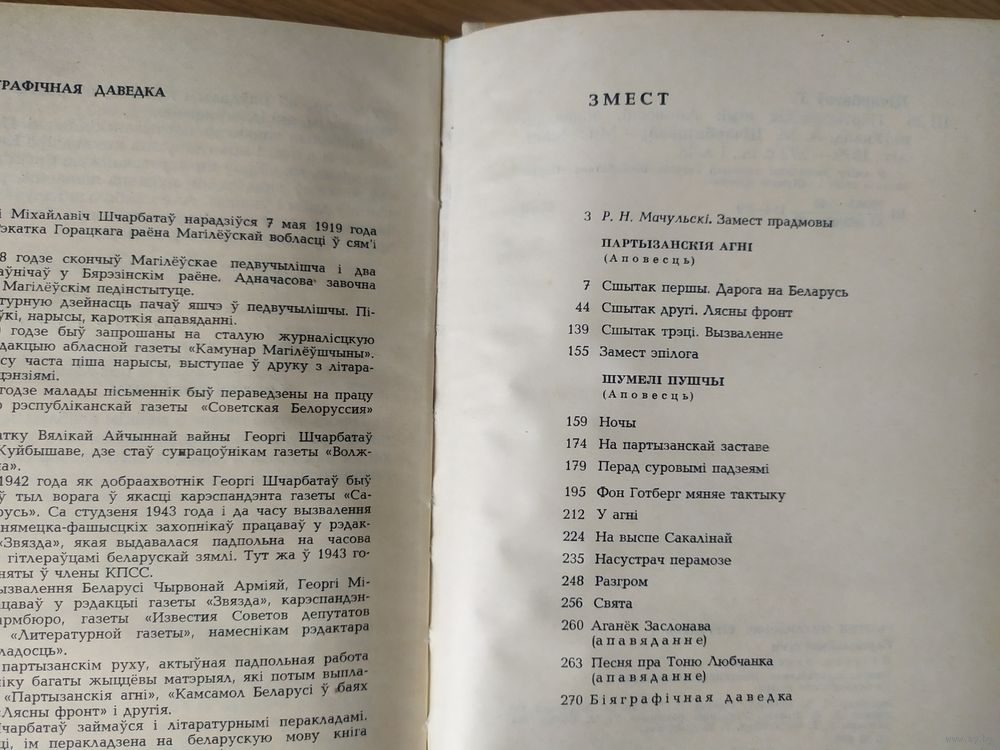 ГРАФІЧНАЯ ДАВЕДКА
і Міхайлавіч Шчарбатаў нарадзіўся 7 мая 1919 года
Горацкага раёна Магілёўскай вобласці ў сям'і
8 годзе скончыў Магілёўскае педвучылішча і два
аўнічаў у Бярэзінскім раёне. Адначасова завочна
Магілёўскім педінстытуце.
турную дзейнасць пачаў яшчэ ў педвучылішчы. Пі-
нарысы, кароткія апавяданні.
годзе быў запрошаны на сталую журналісцкую
эдакцыю абласной газеты «Камунар Магілёўшчыны».
су часта піша нарысы, выступае ў друку з літара-
цэнзіямі.
годзе малады пісьменнік быў пераведзены на працу
рэспубліканскай газеты «Советская Белоруссия»
атку Вялікай Айчыннай вайны Георгі Шчарбатаў
Куйбышаве, дзе стаў супрацоўнікам газеты «Волж-
а».
1942 года як добраахвотнік Георгі Шчарбатаў быў
ў тыл ворага ў якасці карэспандэнта газеты «Са-
русь». Са студзеня 1943 года і да часу вызвалення
нямецка-фашысцкіх захопнікаў працаваў у рэдак-
«Звязда», якая выдавалася падпольна на часова
гітлераўцамі беларускай зямлі. Тут жа ў 1943 го-
няты ў члены КПСС.
ызвалення Беларусі Чырвонай Арміяй, Георгі Мі-
ацаваў у рэдакцыі газеты «Звязда», карэспандэн-
армбюро, газеты «Известия Советов депутатов
«Литературной газеты», намеснікам рэдактара
ладосць».
партызанскім руху, актыўная падпольная работа
ніку багаты жыццёвы матэрыял, які потым выпла-
«Партызанскія агні», «Камсамол Беларусі ў баях
«Лясны фронт» і другія.
Шчарбатаў займаўся і літаратурнымі перакладамі.
ці, ім перакладзена на беларускую мову кніга
ЗМЕСТ
3 Р. Н. Мачульскі. Замест прадмовы
ПАРТЫЗАНСКІЯ АГНІ
(Аповесць)
7 Сшытак першы. Дарога на Беларусь
44 Сшытак другі. Лясны фронт
139 Сшытак трэці. Вызваленне
155 Замест эпілога
ШУМЕЛІ ПУШЧЫ
(Аповесць)
159 Ночы
174 На партызанскай заставе
179 Перад суровымі падзеямі
195 Фон Готберг мяняе тактыку
212 У агні
224 На выспе Сакалінай
235 Насустрач перамозе
248 Разгром
256 Свята
260 Аганёк Заслонава
(апавяданне)
263 Песня пра Тоню Любчанка
(апавяданне)
270 Біяграфічная даведка